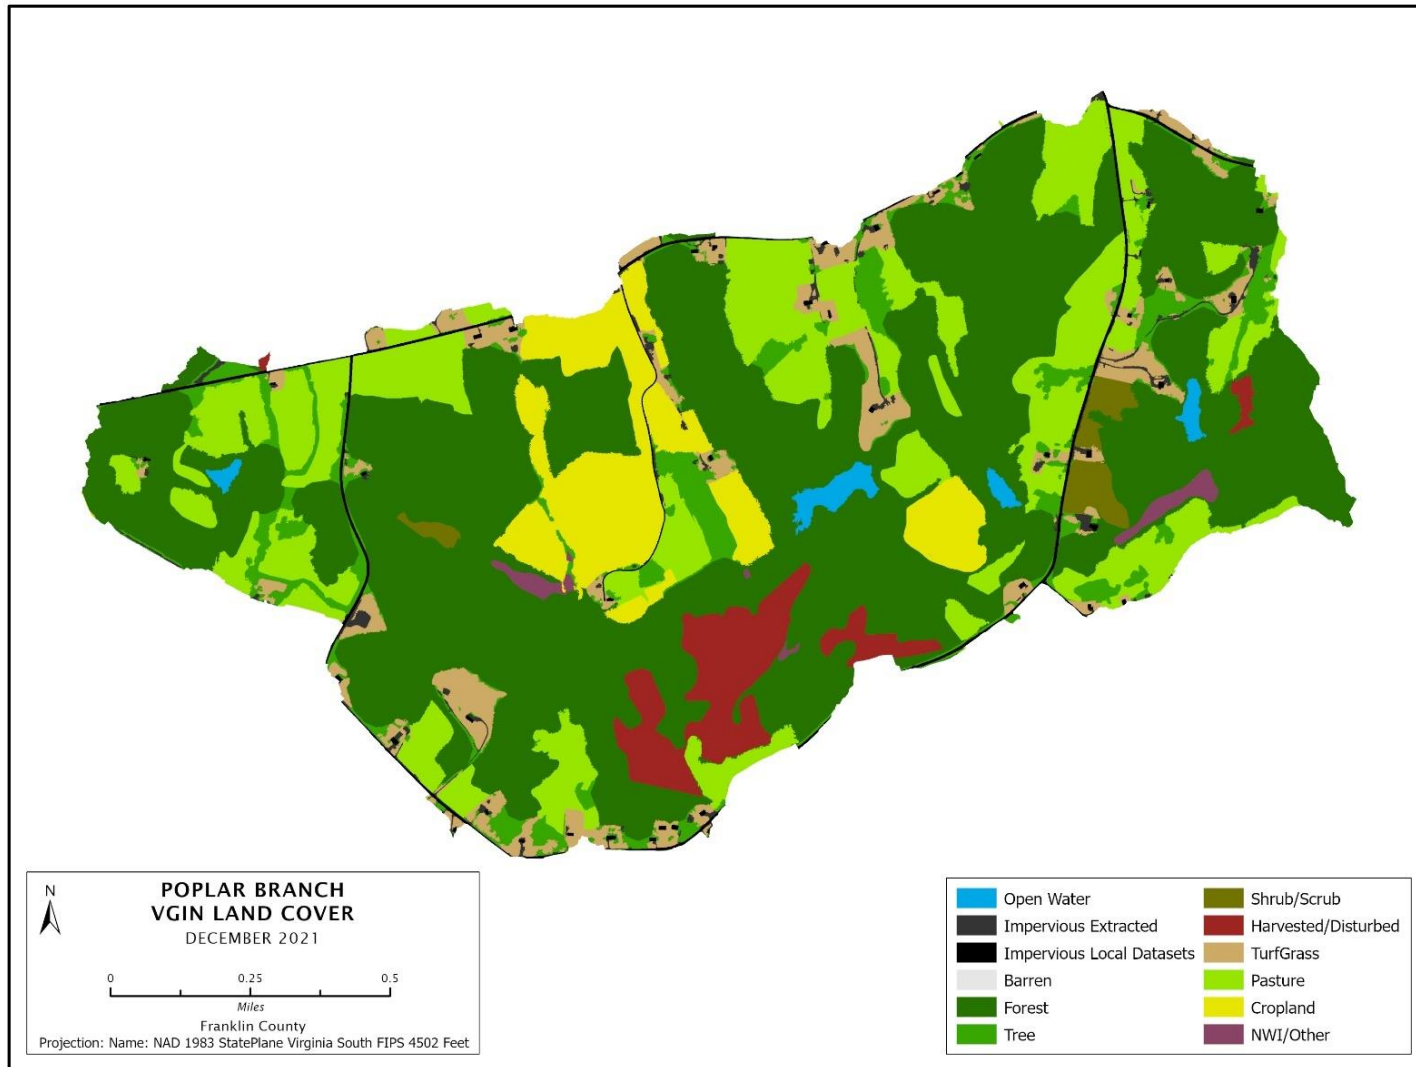 N
POPLAR BRANCH
VGIN LAND COVER
DECEMBER 2021
0 0.25 0.5
Miles
Franklin County
Projection: Name: NAD 1983 StatePlane Virginia South FIPS 4502 Feet
Open Water
Impervious Extracted
Impervious Local Datasets
Barren
Forest
Tree
Shrub/Scrub
Harvested/Disturbed
TurfGrass
Pasture
Cropland
NWI/Other